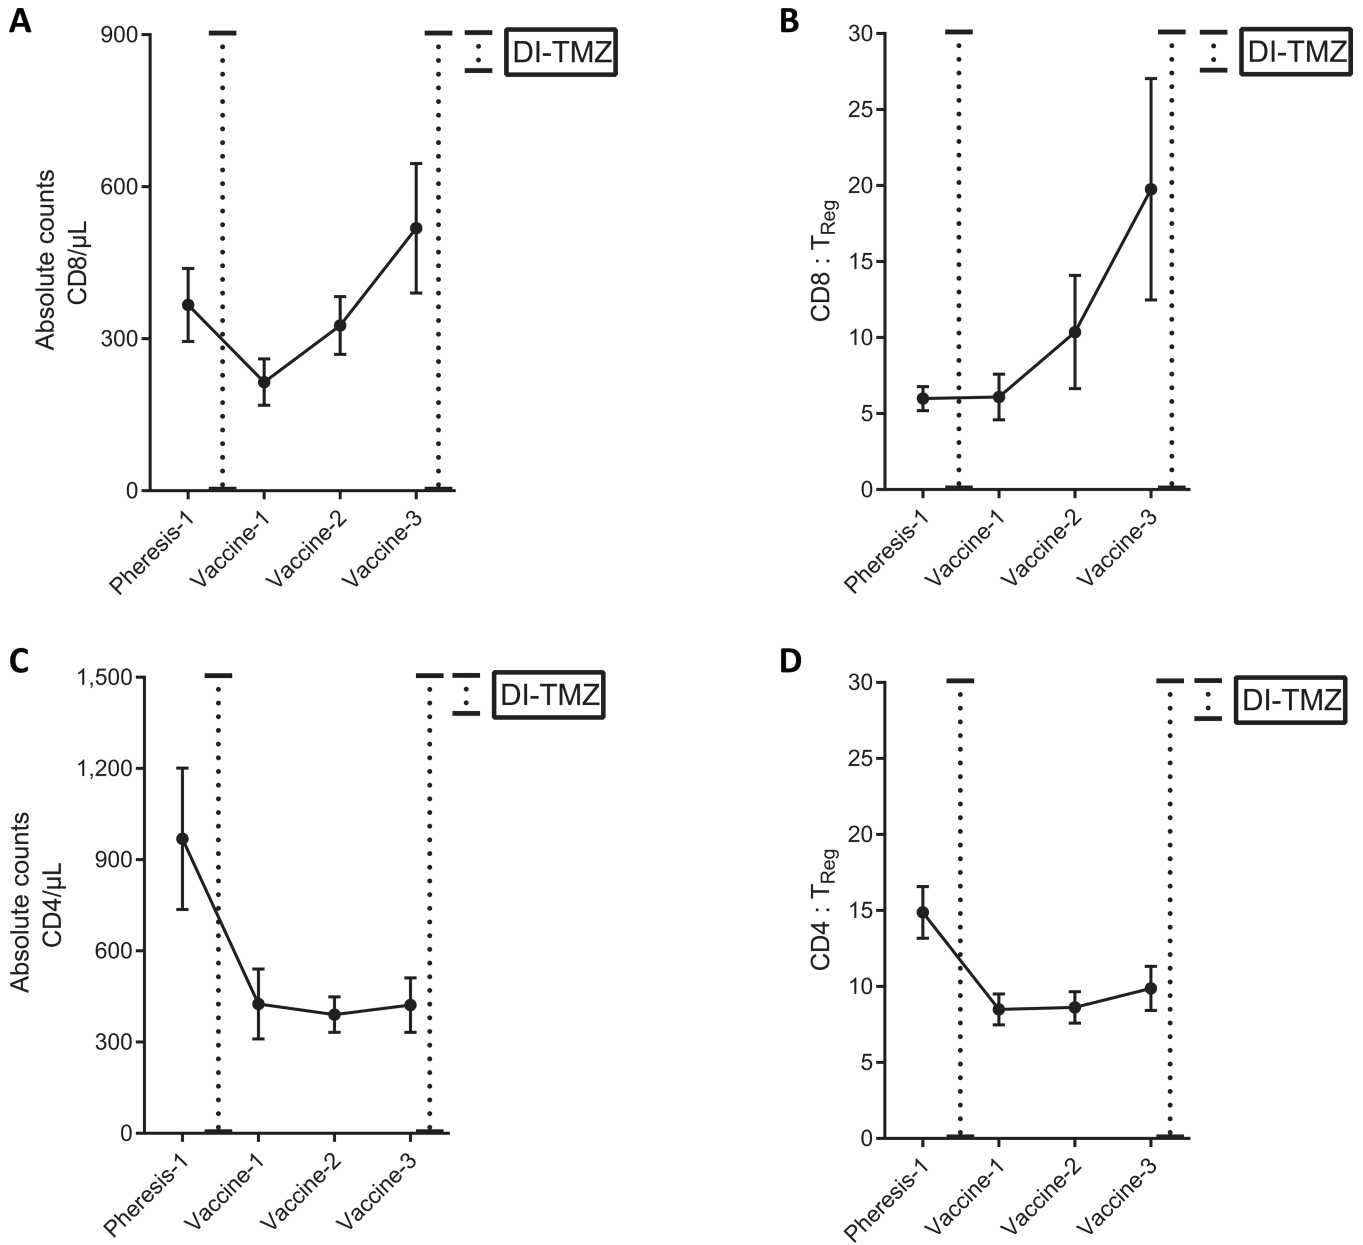 A
900
600
300
0
Absolute counts
CD8/µL
Pheresis-1
Vaccine-1
Vaccine-2
Vaccine-3
DI-TMZ
B
30
25
20
15
10
5
0
CD8 : TReg
Pheresis-1
Vaccine-1
Vaccine-2
Vaccine-3
DI-TMZ
C
1,500
1,200
900
600
300
0
Absolute counts
CD4/µL
Pheresis-1
Vaccine-1
Vaccine-2
Vaccine-3
DI-TMZ
D
30
25
20
15
10
5
0
CD4 : TReg
Pheresis-1
Vaccine-1
Vaccine-2
Vaccine-3
DI-TMZ